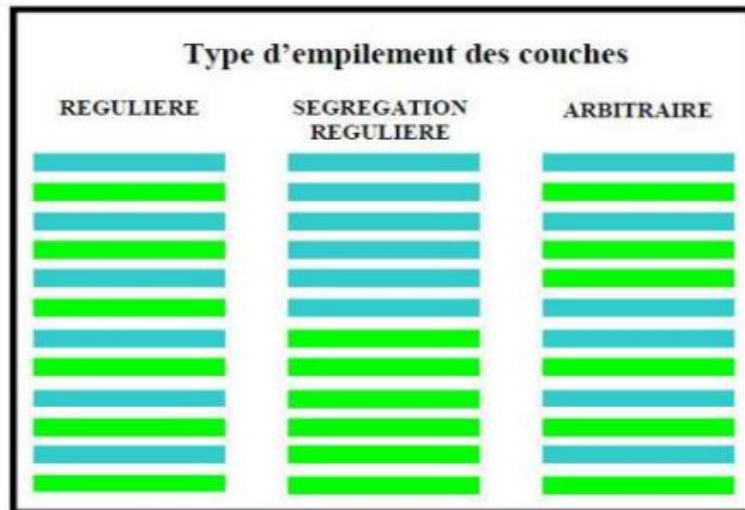 Type d'empilement des couches
REGULIERE
SEGREGATION
REGULIERE
ARBITRAIRE